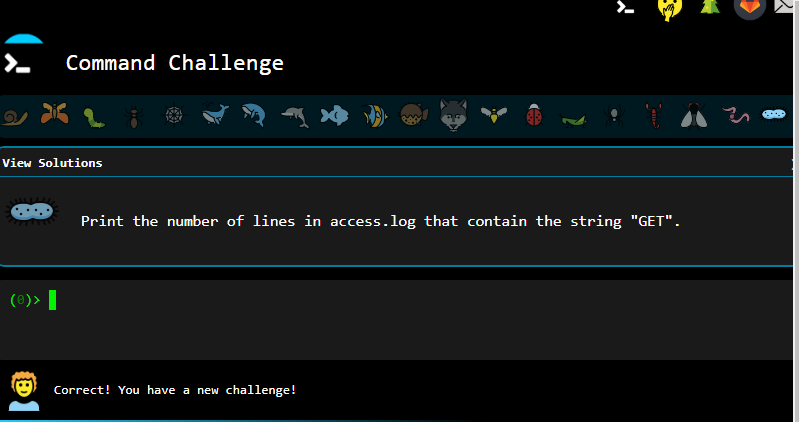 Command Challenge
View Solutions
Print the number of lines in access.log that contain the string "GET".
(0)>
Correct! You have a new challenge!